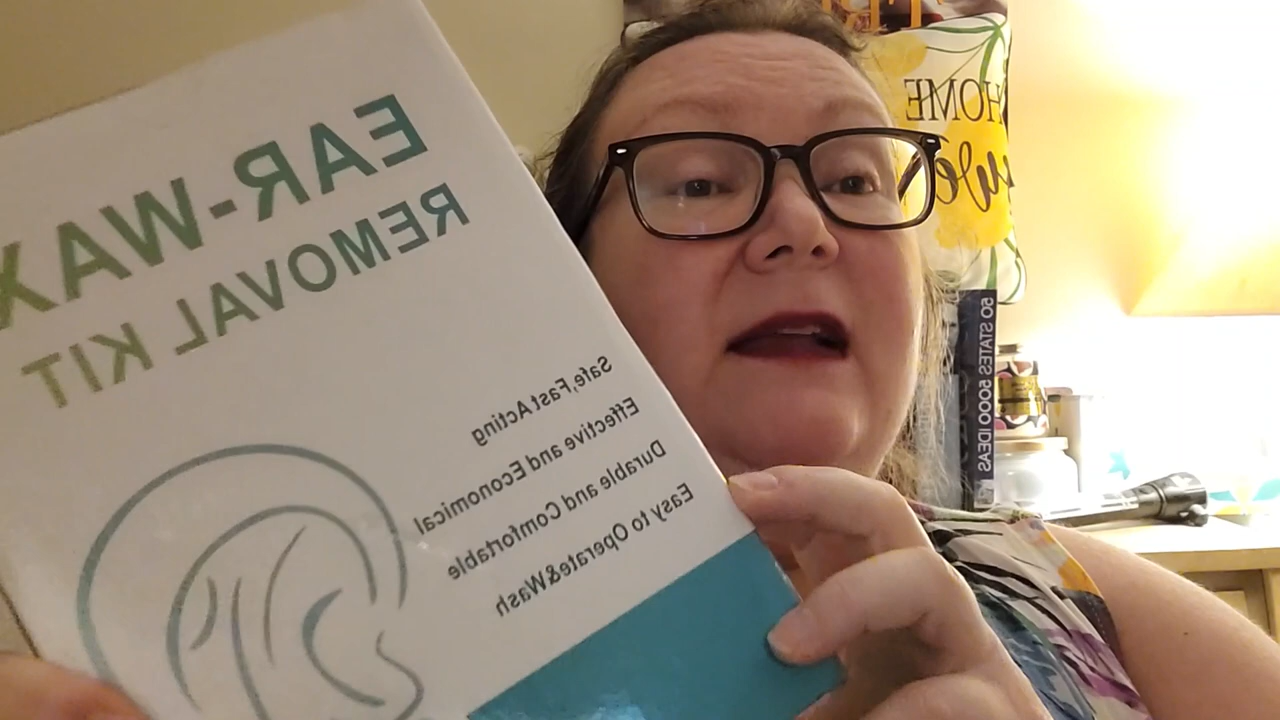 EAR-WAX
REMOVAL KIT
Safe,Fast Acting
Effective and Economical
Durable and Comfortable
Easy to Operate&Wash
HOME
50 STATES 5000 IDEAS